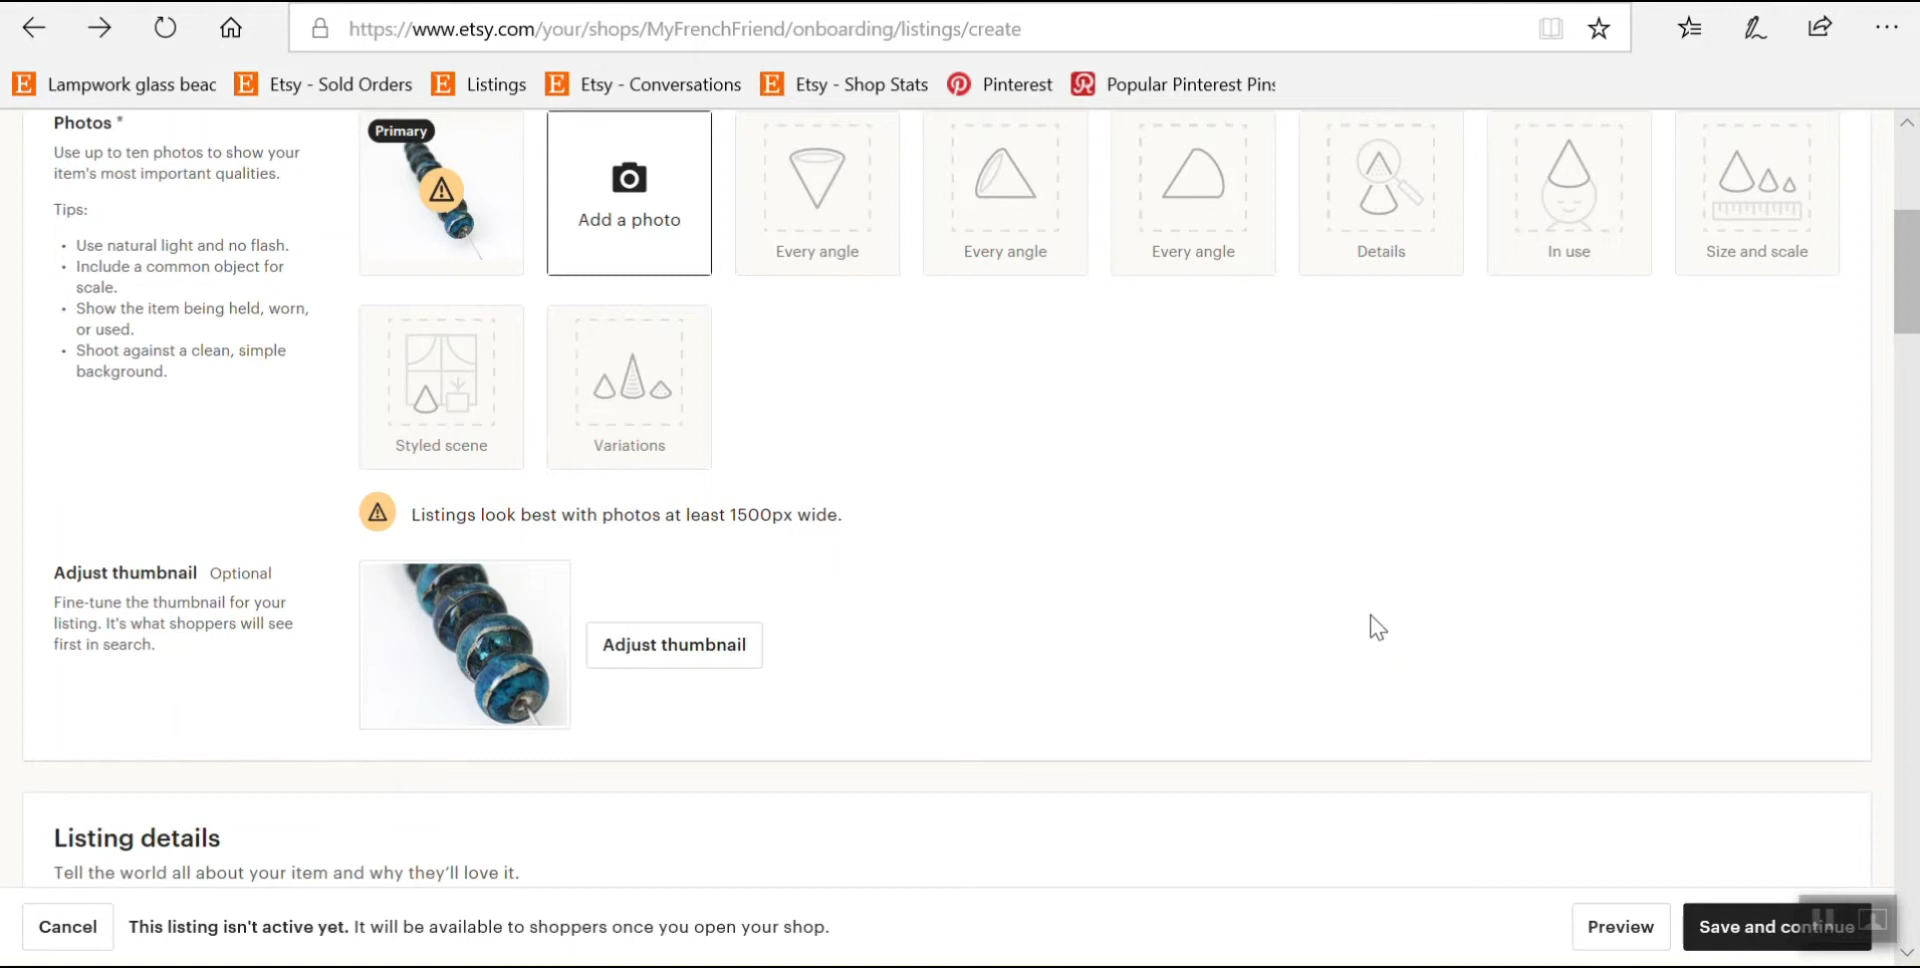 https://www.etsy.com/your/shops/MyFrenchFriend/onboarding/listings/create
Lampwork glass beac
Etsy - Sold Orders
Listings
Etsy - Conversations
Etsy - Shop Stats
Pinterest
Popular Pinterest Pins
Photos *
Use up to ten photos to show your
item's most important qualities.
Tips:
• Use natural light and no flash.
• Include a common object for
scale.
• Show the item being held, worn,
or used.
• Shoot against a clean, simple
background.
Primary
Add a photo
Every angle
Every angle
Every angle
Details
In use
Size and scale
Styled scene
Variations
Listings look best with photos at least 1500px wide.
Adjust thumbnail Optional
Fine-tune the thumbnail for your
listing. It's what shoppers will see
first in search.
Adjust thumbnail
Listing details
Tell the world all about your item and why they'll love it.
Cancel
This listing isn't active yet. It will be available to shoppers once you open your shop.
Preview
Save and continue